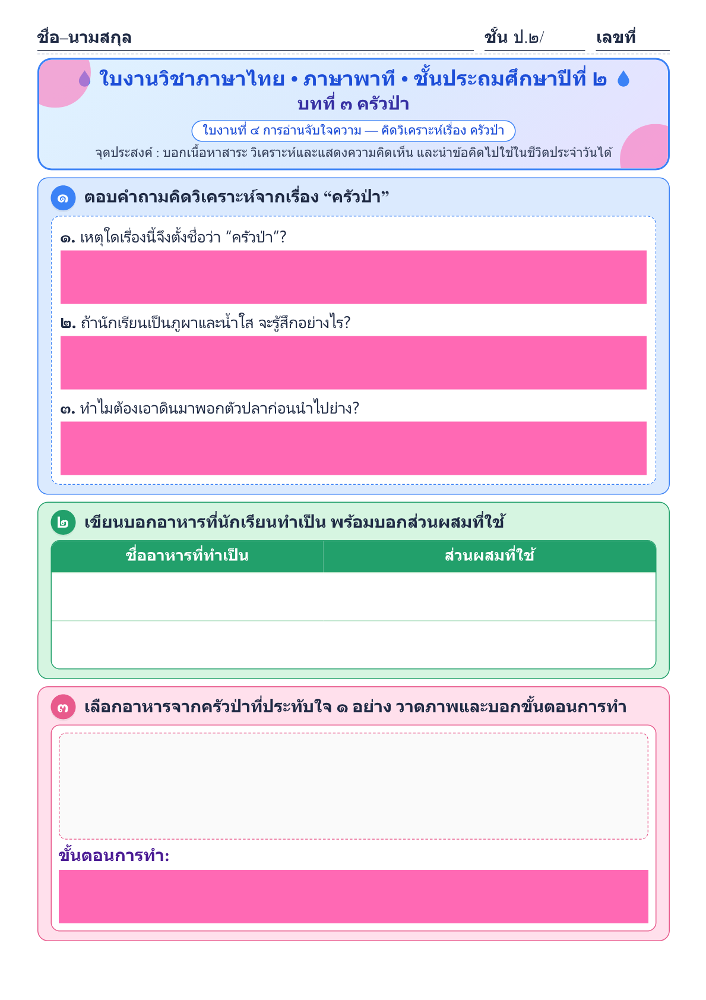 ชื่อ–นามสกุล ชั้น ป.๒/ เลขที่
ใบงานวิชาภาษาไทย • ภาษาพาที • ชั้นประถมศึกษาปีที่ ๒
บทที่ ๓ ครัวป่า
ใบงานที่ ๔ การอ่านจับใจความ — คิดวิเคราะห์เรื่อง ครัวป่า
จุดประสงค์ : บอกเนื้อหาสาระ วิเคราะห์และแสดงความคิดเห็น และนำข้อคิดไปใช้ในชีวิตประจำวันได้
๑ ตอบคำถามคิดวิเคราะห์จากเรื่อง “ครัวป่า”
๑. เหตุใดเรื่องนี้จึงตั้งชื่อว่า “ครัวป่า”?
๒. ถ้านักเรียนเป็นภูผาและน้ำใส จะรู้สึกอย่างไร?
๓. ทำไมต้องเอาดินมาพอกตัวปลาก่อนนำไปย่าง?
๒ เขียนบอกอาหารที่นักเรียนทำเป็น พร้อมบอกส่วนผสมที่ใช้
ชื่ออาหารที่ทำเป็น ส่วนผสมที่ใช้
๓ เลือกอาหารจากครัวป่าที่ประทับใจ ๑ อย่าง วาดภาพและบอกขั้นตอนการทำ
ขั้นตอนการทำ: